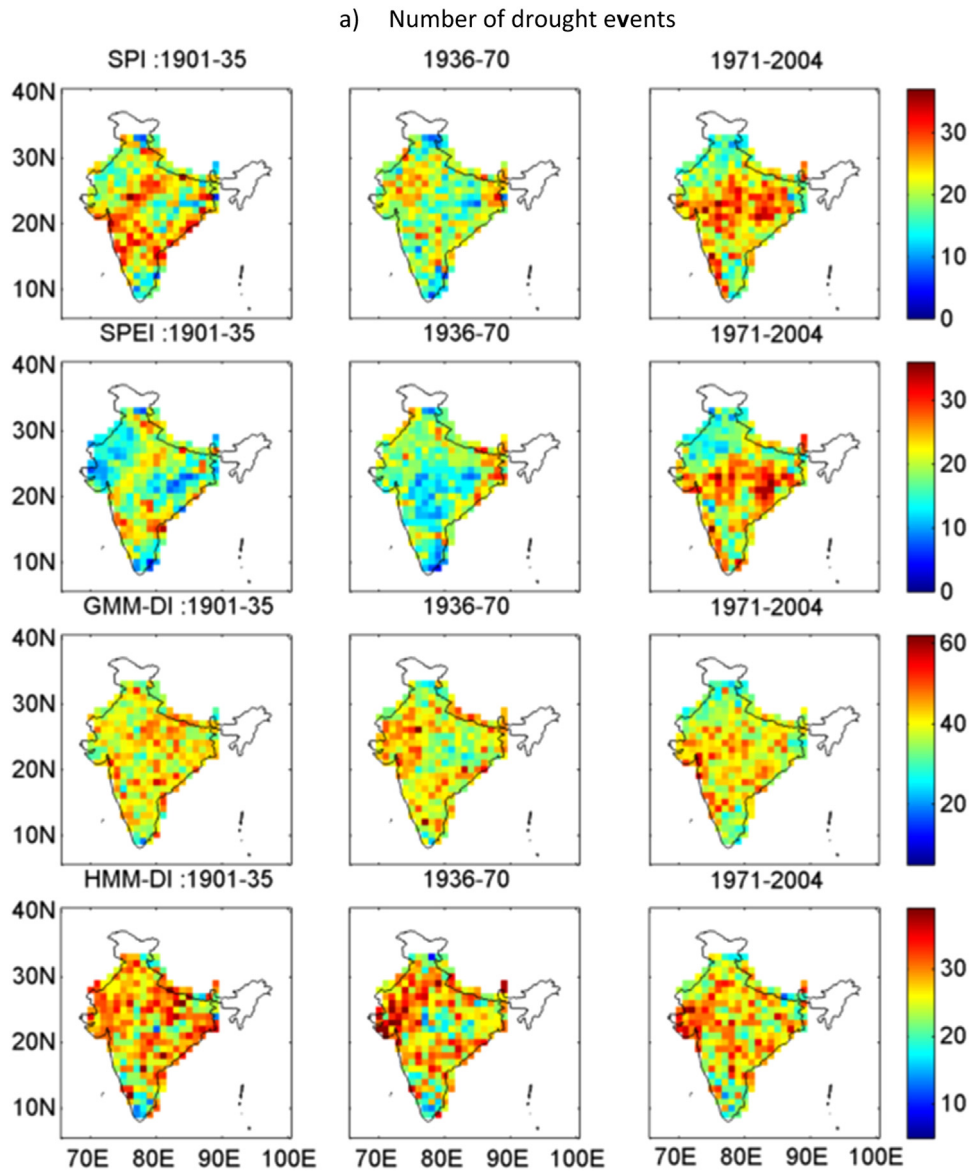 a) Number of drought events
SPI :1901-35 1936-70 1971-2004
40N
30N
20N
10N
30
20
10
0
SPEI :1901-35 1936-70 1971-2004
40N
30N
20N
10N
30
20
10
0
GMM-DI :1901-35 1936-70 1971-2004
40N
30N
20N
10N
60
40
20
HMM-DI :1901-35 1936-70 1971-2004
40N
30N
20N
10N
30
20
10
70E 80E 90E 100E 70E 80E 90E 100E 70E 80E 90E 100E